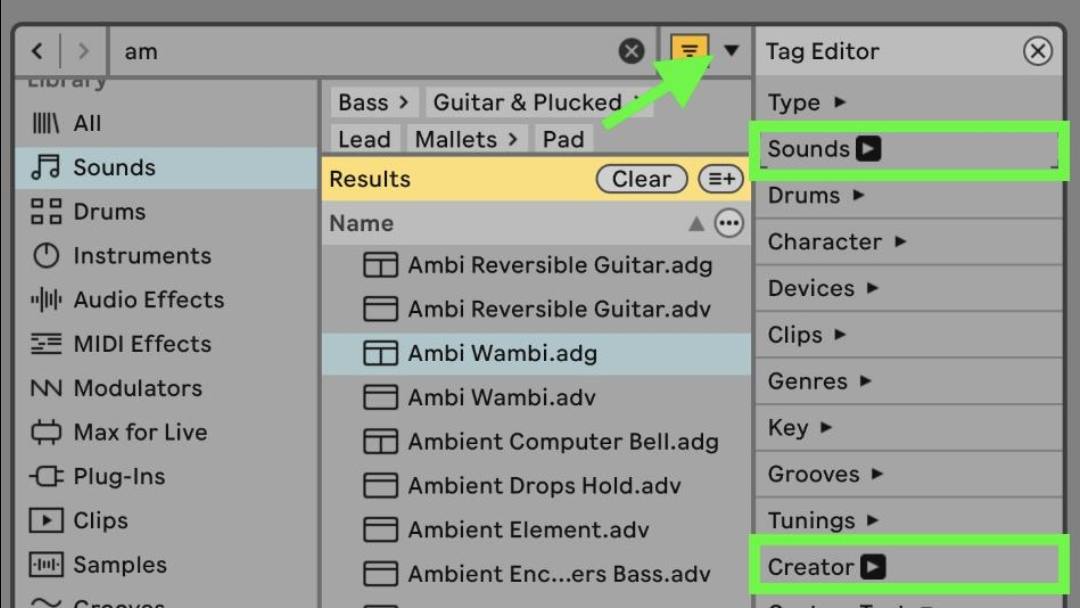 am
Tag Editor
Library
All
Sounds
Drums
Instruments
Audio Effects
MIDI Effects
Modulators
Max for Live
Plug-Ins
Clips
Samples
Grooves
Bass > Guitar & Plucked
Lead Mallets > Pad
Results Clear
Name
Ambi Reversible Guitar.adg
Ambi Reversible Guitar.adv
Ambi Wambi.adg
Ambi Wambi.adv
Ambient Computer Bell.adg
Ambient Drops Hold.adv
Ambient Element.adv
Ambient Enc...ers Bass.adv
Type
Sounds
Drums
Character
Devices
Clips
Genres
Key
Grooves
Tunings
Creator